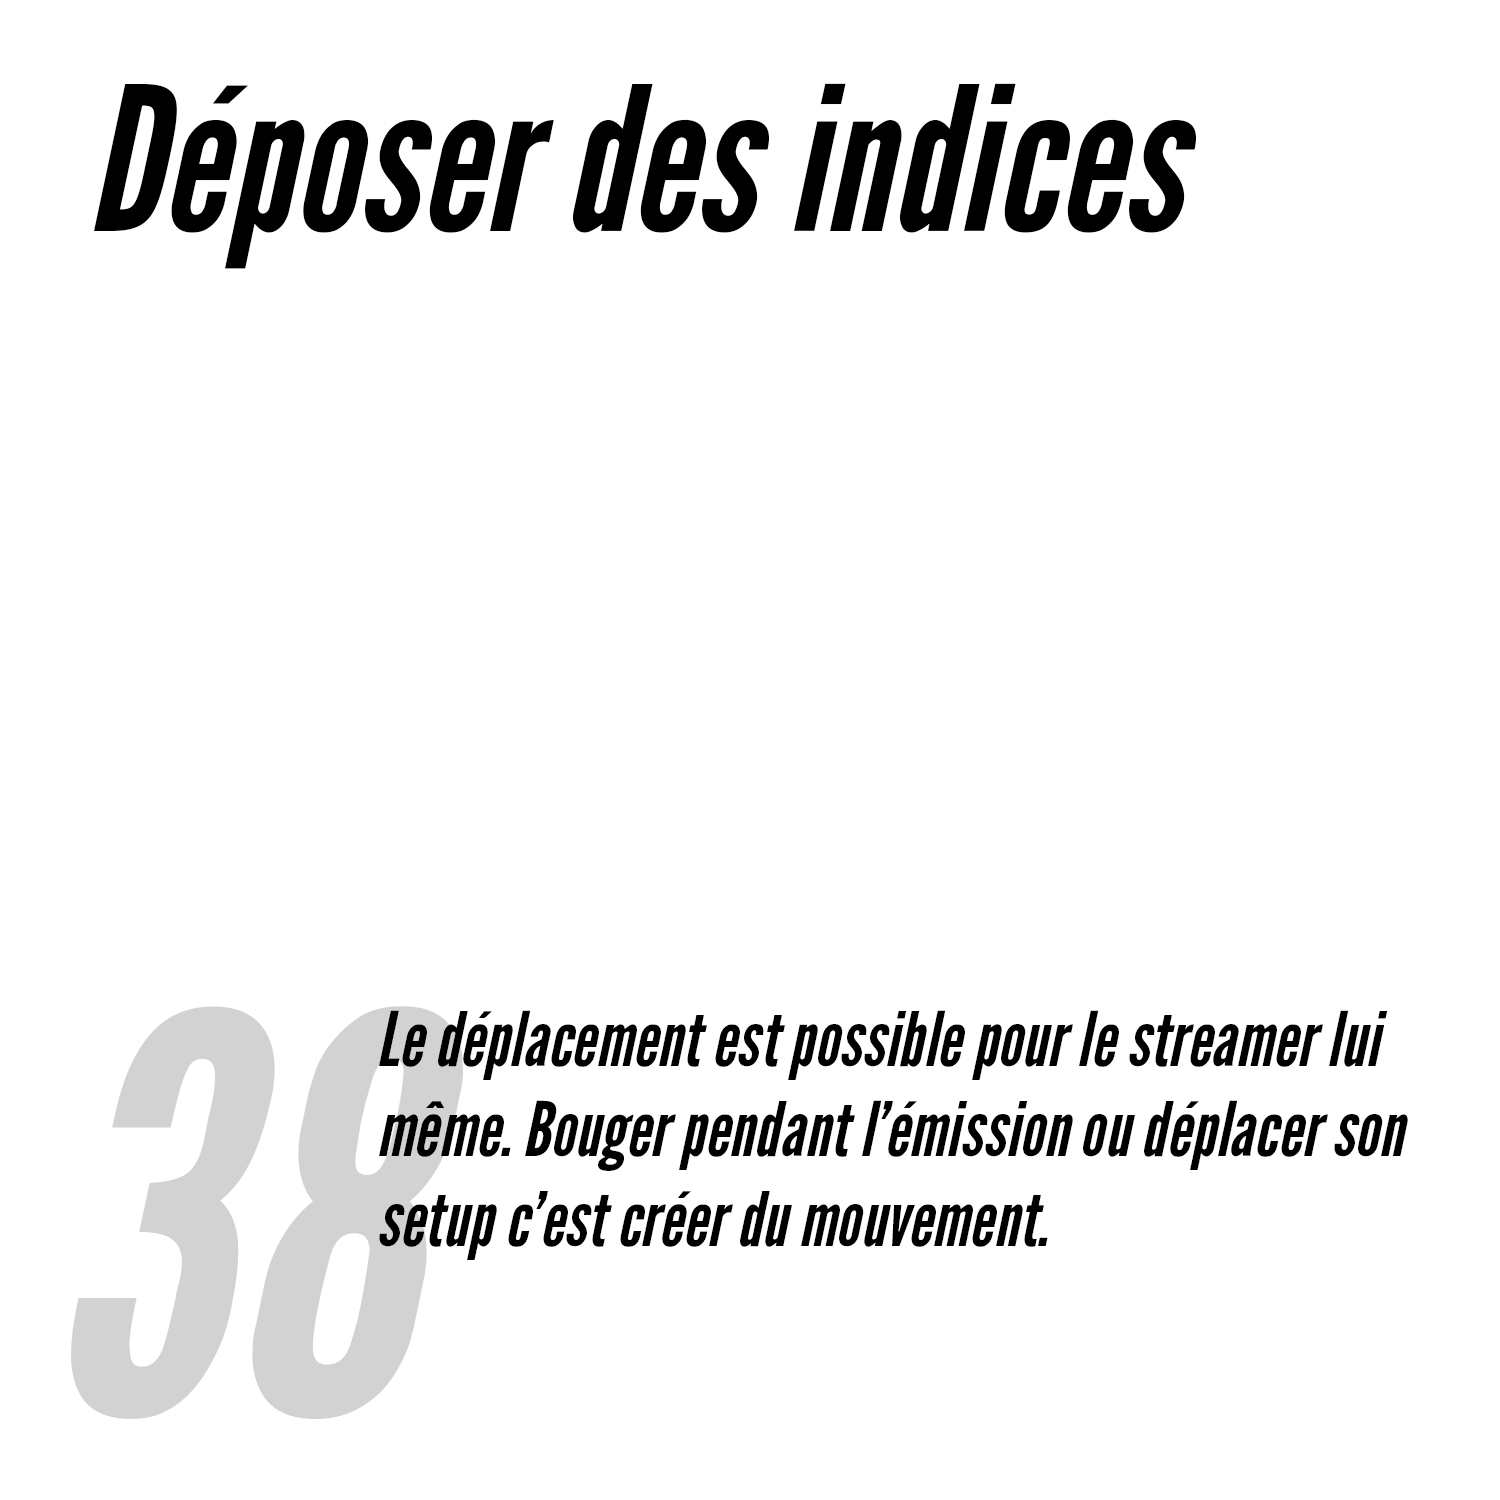 Déposer des indices
Le déplacement est possible pour le streamer lui
même. Bouger pendant l’émission ou déplacer son
setup c’est créer du mouvement.
38